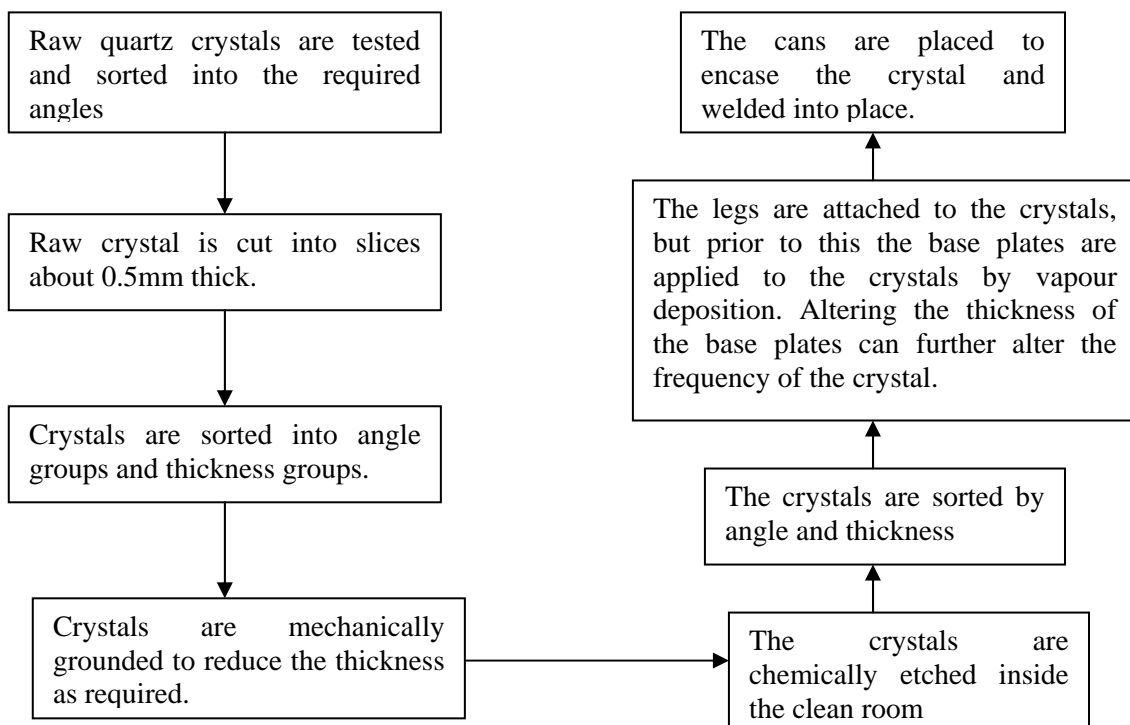 Raw quartz crystals are tested
and sorted into the required
angles
Raw crystal is cut into slices
about 0.5mm thick.
Crystals are sorted into angle
groups and thickness groups.
Crystals are mechanically
grounded to reduce the thickness
as required.
The crystals are
chemically etched inside
the clean room
The crystals are sorted by
angle and thickness
The legs are attached to the crystals,
but prior to this the base plates are
applied to the crystals by vapour
deposition. Altering the thickness of
the base plates can further alter the
frequency of the crystal.
The cans are placed to
encase the crystal and
welded into place.